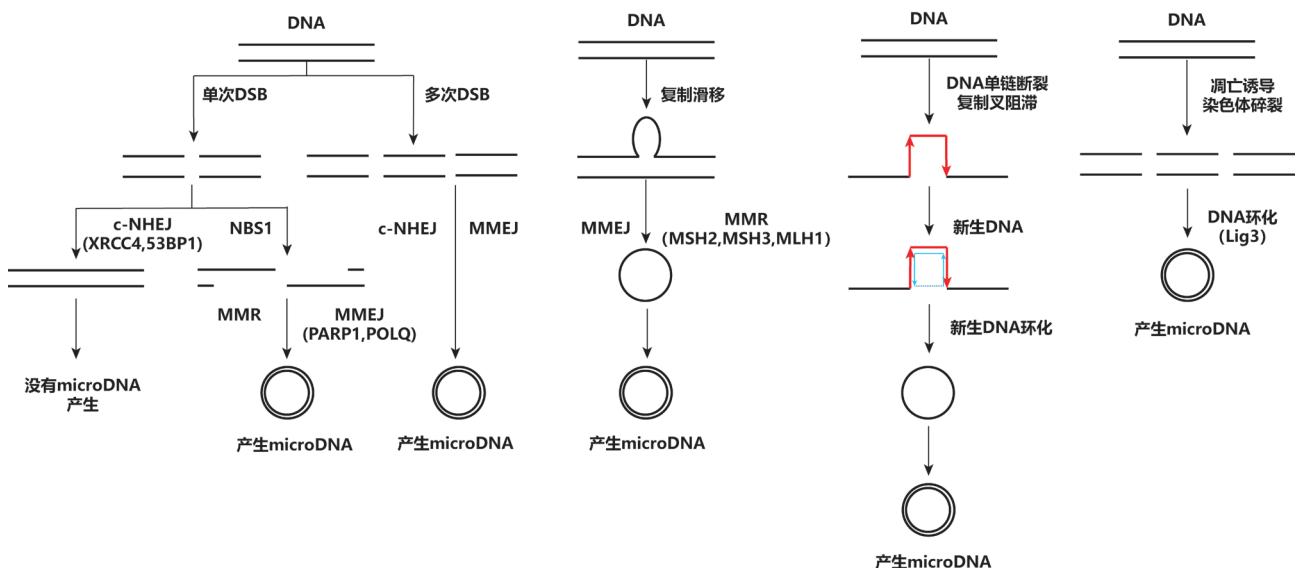 DNA
单次DSB
多次DSB
c-NHEJ
(XRCC4,53BP1)
NBS1
c-NHEJ
MMEJ
MMR
MMEJ
(PARP1,POLQ)
没有microDNA
产生
产生microDNA
产生microDNA
DNA
复制滑移
MMEJ
MMR
(MSH2,MSH3,MLH1)
产生microDNA
DNA
DNA单链断裂
复制叉阻滞
新生DNA
新生DNA环化
产生microDNA
DNA
凋亡诱导
染色体碎裂
DNA环化
(Lig3)
产生microDNA